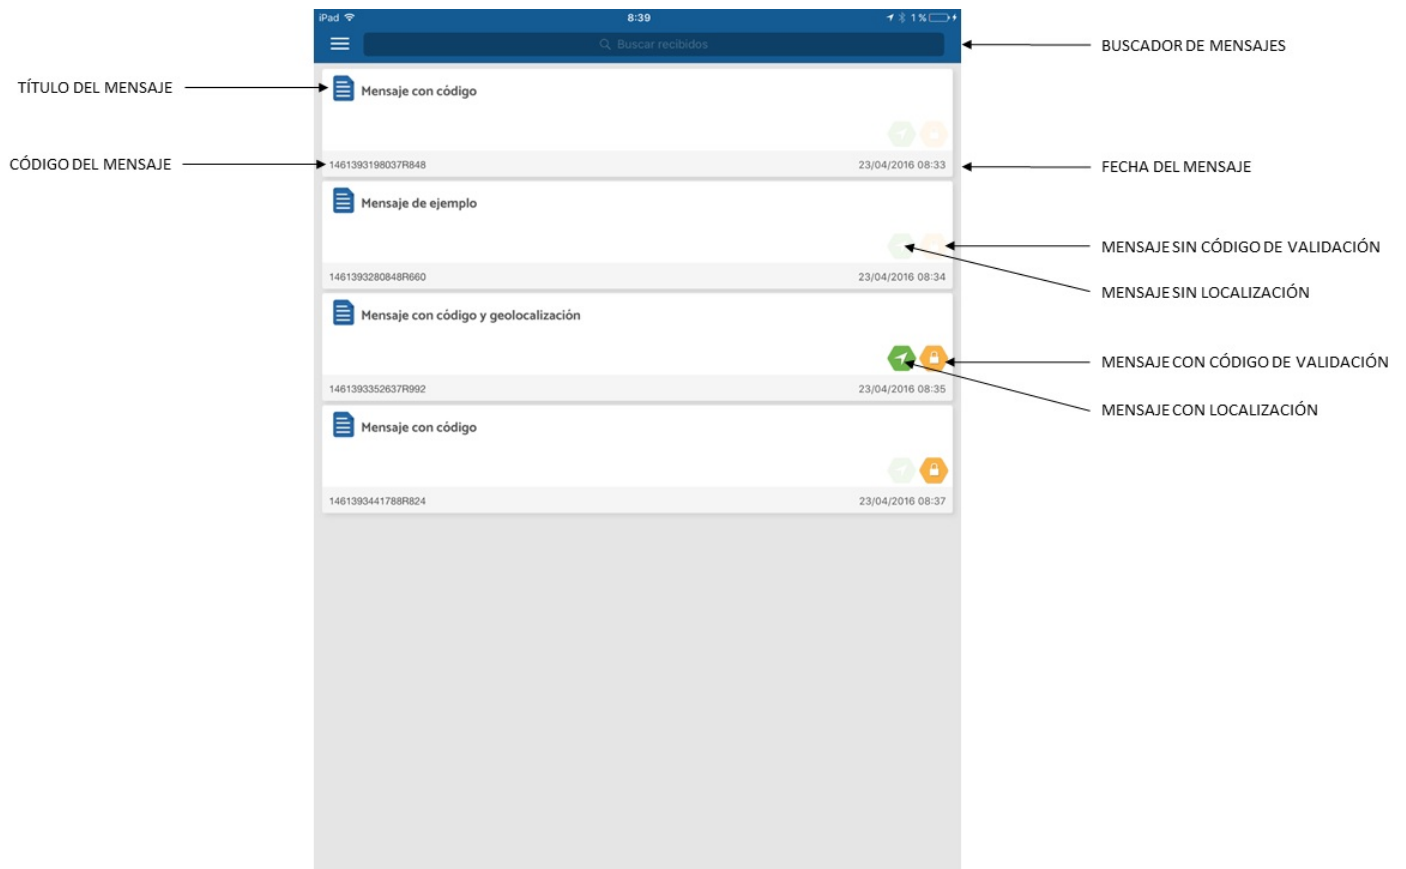 iPad 8:39 1 %
Buscar recibidos
BUSCADOR DE MENSAJES
TÍTULO DEL MENSAJE
Mensaje con código
CÓDIGO DEL MENSAJE
1461393198037R848 23/04/2016 08:33
FECHA DEL MENSAJE
Mensaje de ejemplo
MENSAJE SIN CÓDIGO DE VALIDACIÓN
1461393280848R660 23/04/2016 08:34
MENSAJE SIN LOCALIZACIÓN
Mensaje con código y geolocalización
MENSAJE CON CÓDIGO DE VALIDACIÓN
1461393352637R992 23/04/2016 08:35
MENSAJE CON LOCALIZACIÓN
Mensaje con código
1461393441788R824 23/04/2016 08:37